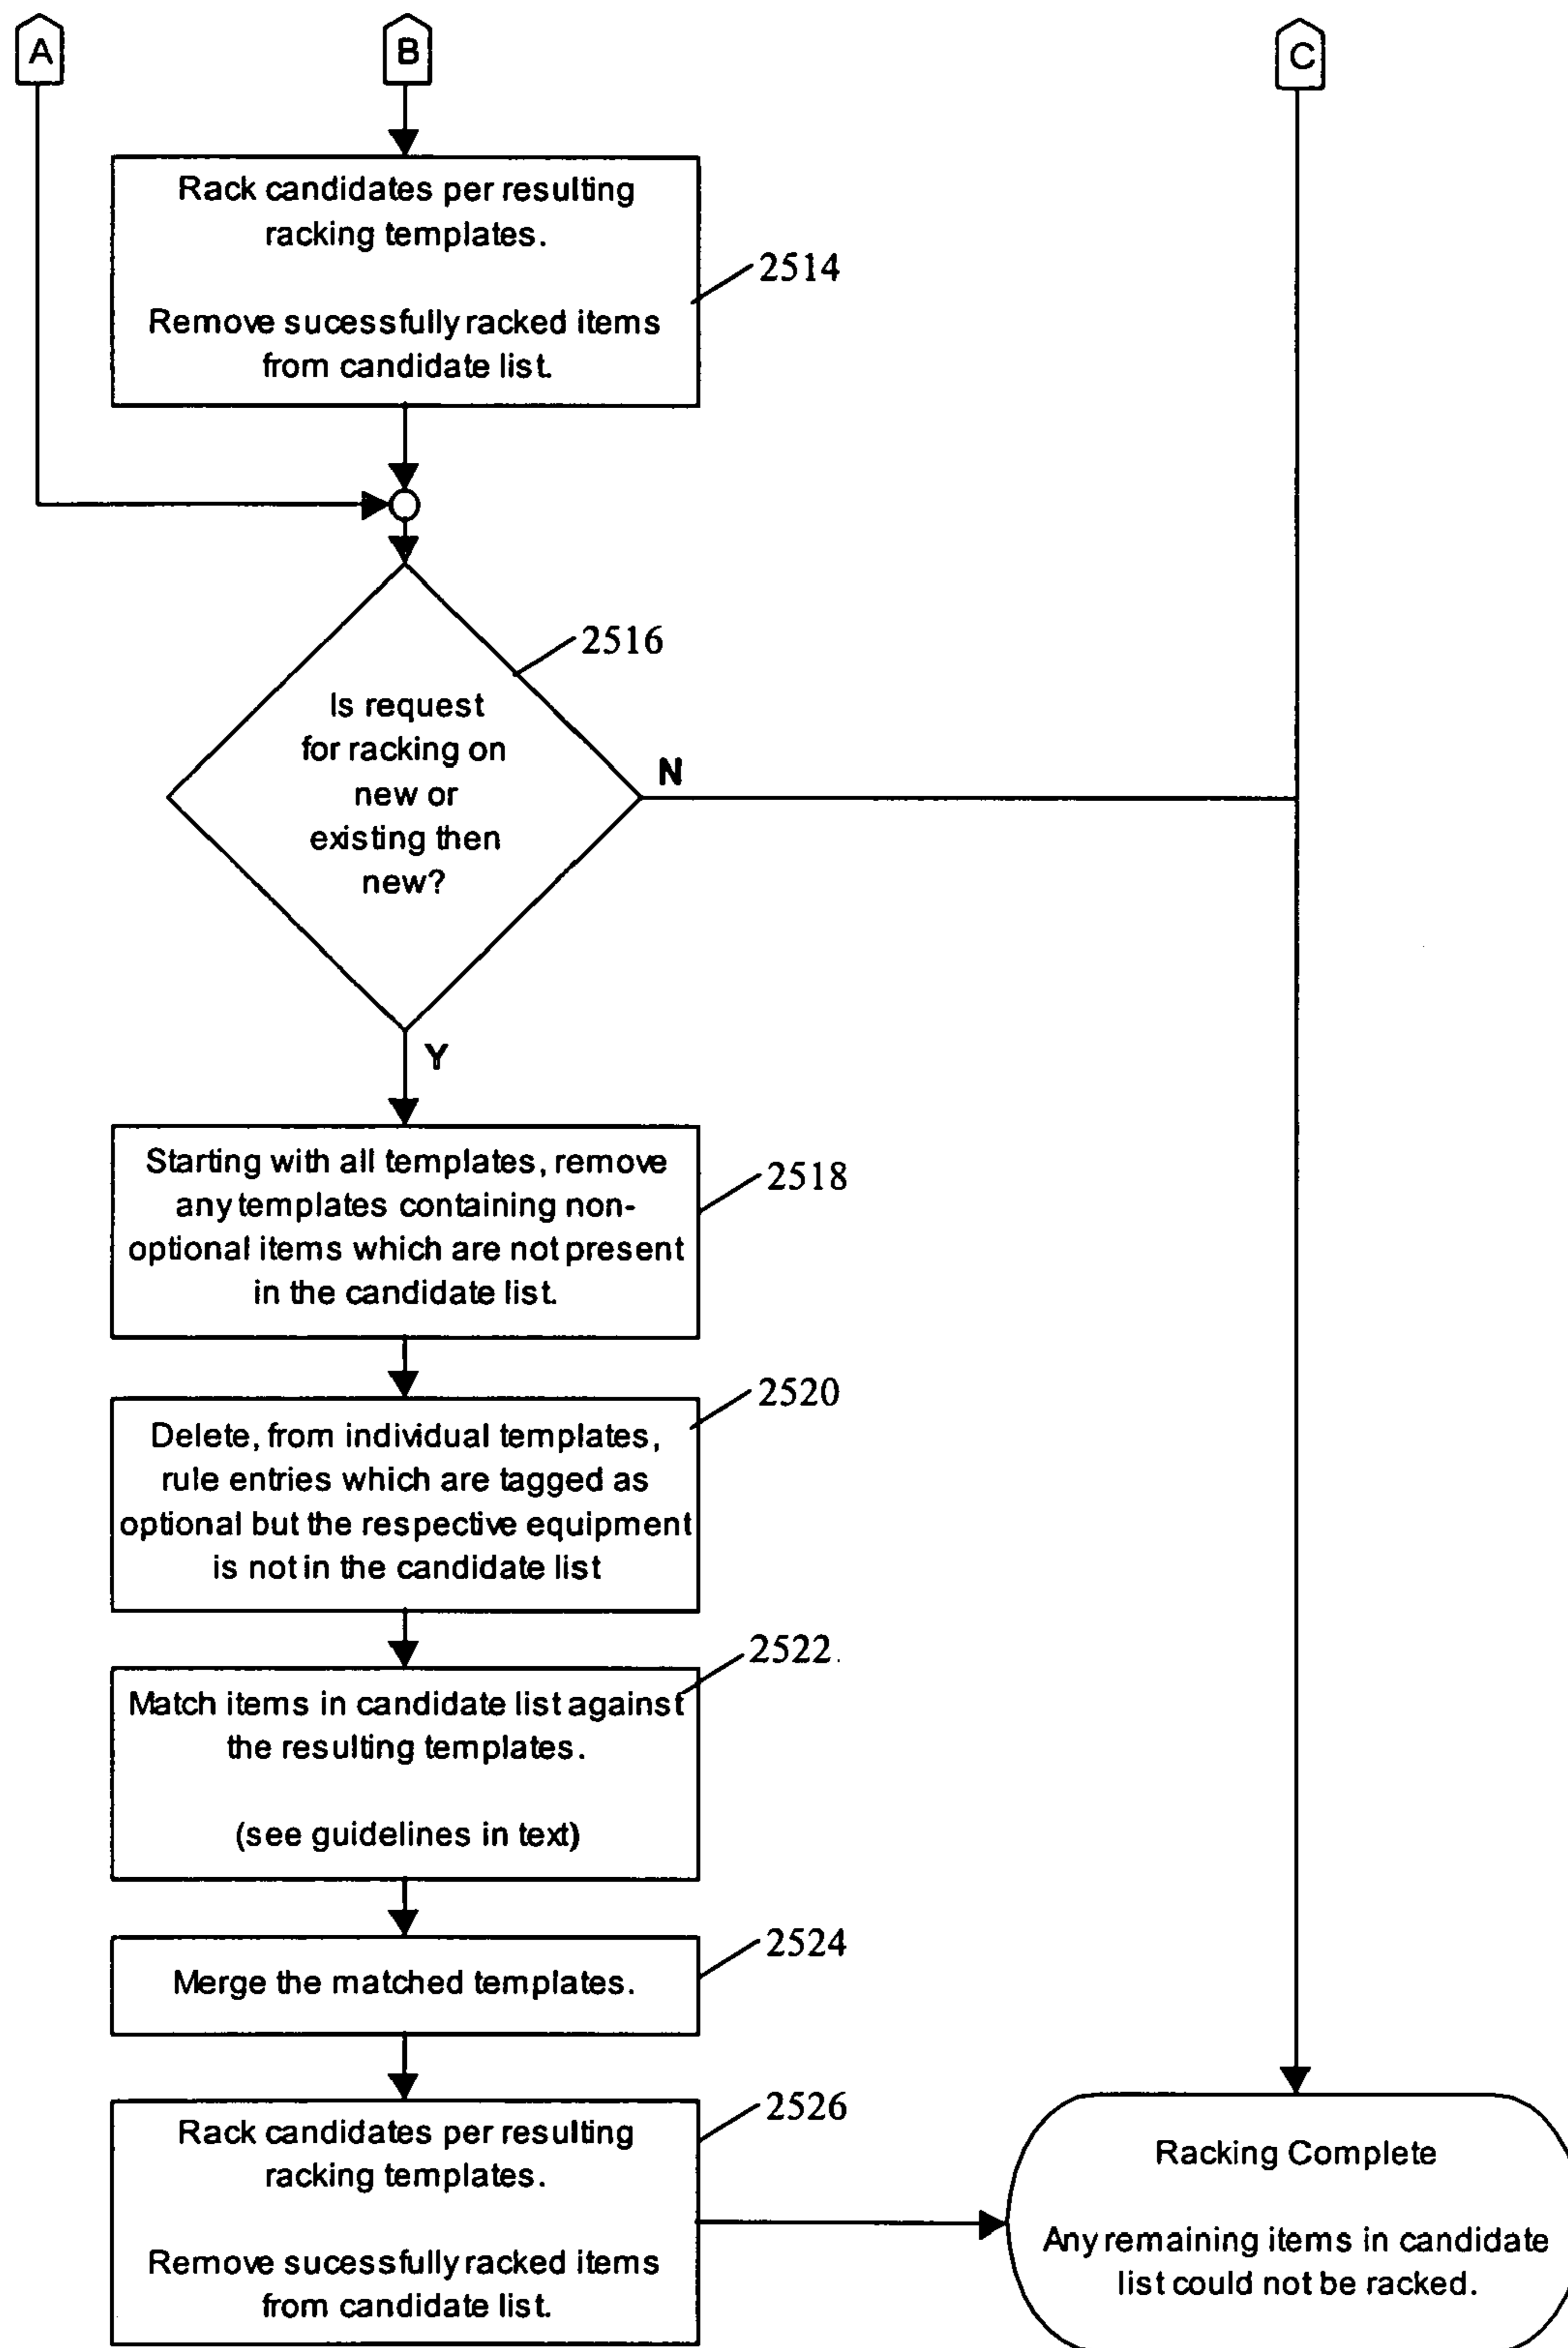 A
B
C
Rack candidates per resulting
racking templates.
Remove sucessfully racked items
from candidate list.
2514
2516
Is request
for racking on
new or
existing then
new?
N
Y
Starting with all templates, remove
any templates containing non-
optional items which are not present
in the candidate list.
2518
Delete, from individual templates,
rule entries which are tagged as
optional but the respective equipment
is not in the candidate list
2520
Match items in candidate list against
the resulting templates.
(see guidelines in text)
2522
Merge the matched templates.
2524
Rack candidates per resulting
racking templates.
Remove sucessfully racked items
from candidate list.
2526
Racking Complete
Any remaining items in candidate
list could not be racked.